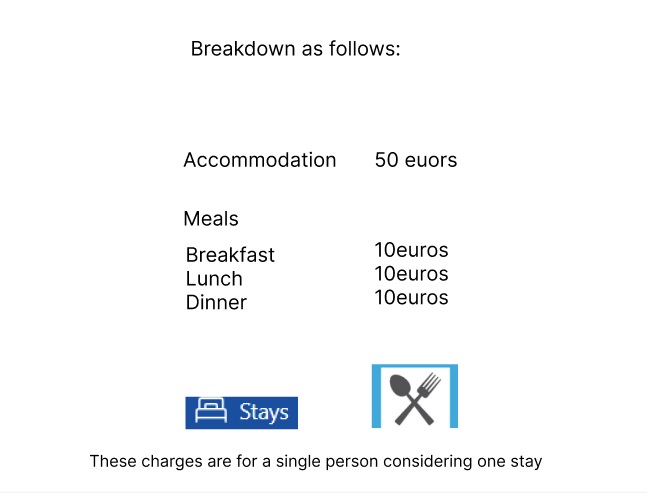 Breakdown as follows:
Accommodation 50 euors
Meals
Breakfast 10euros
Lunch 10euros
Dinner 10euros
Stays
These charges are for a single person considering one stay